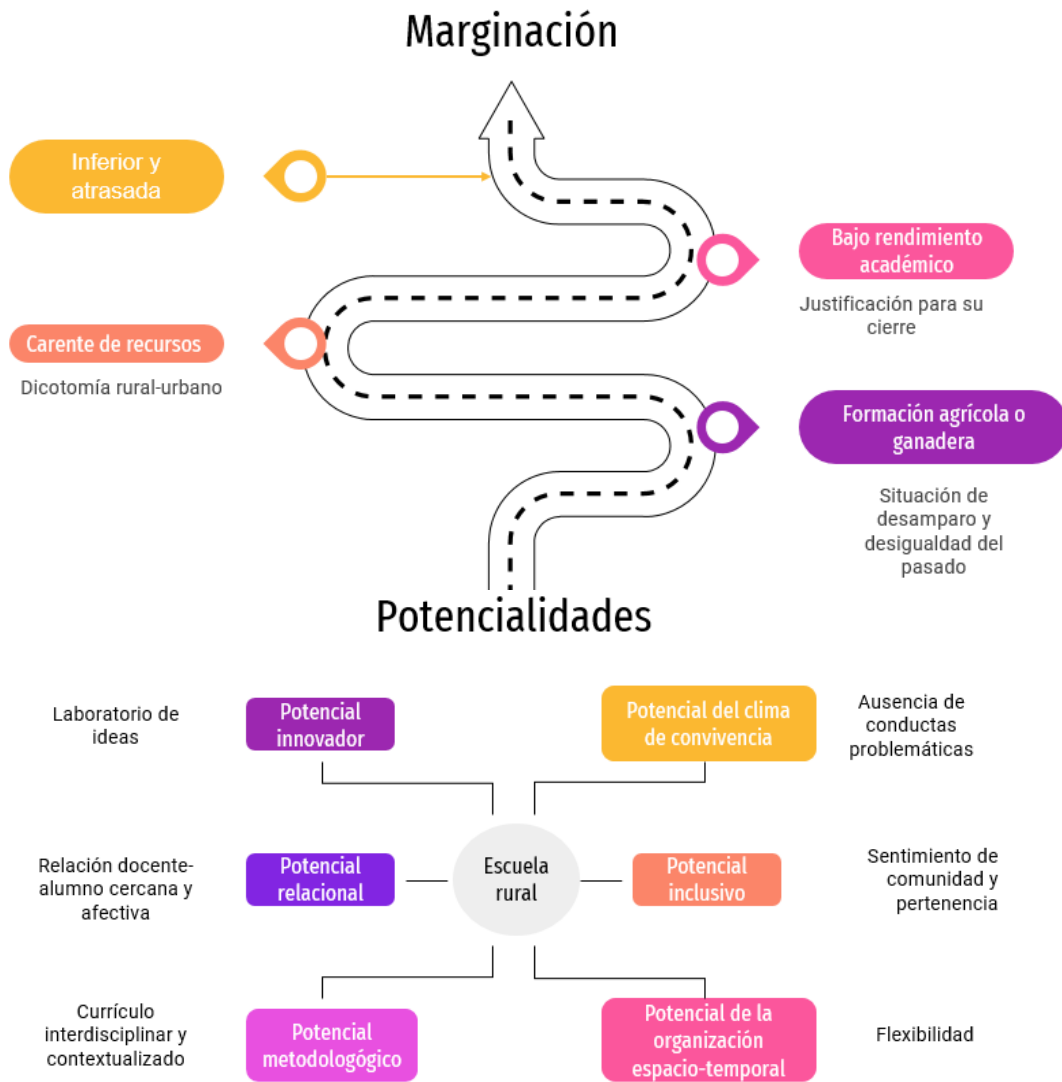 Marginación
Inferior y
atrasada
Bajo rendimiento
académico
Justificación para su
cierre
Carente de recursos
Dicotomía rural-urbano
Formación agrícola o
ganadera
Situación de
desamparo y
desigualdad del
pasado
Potencialidades
Laboratorio de
ideas
Potencial
innovador
Potencial del clima
de convivencia
Ausencia de
conductas
problemáticas
Relación docente-
alumno cercana y
afectiva
Potencial
relacional
Escuela
rural
Potencial
inclusivo
Sentimiento de
comunidad y
pertenencia
Currículo
interdisciplinar y
contextualizado
Potencial
metodologógico
Potencial de la
organización
espacio-temporal
Flexibilidad